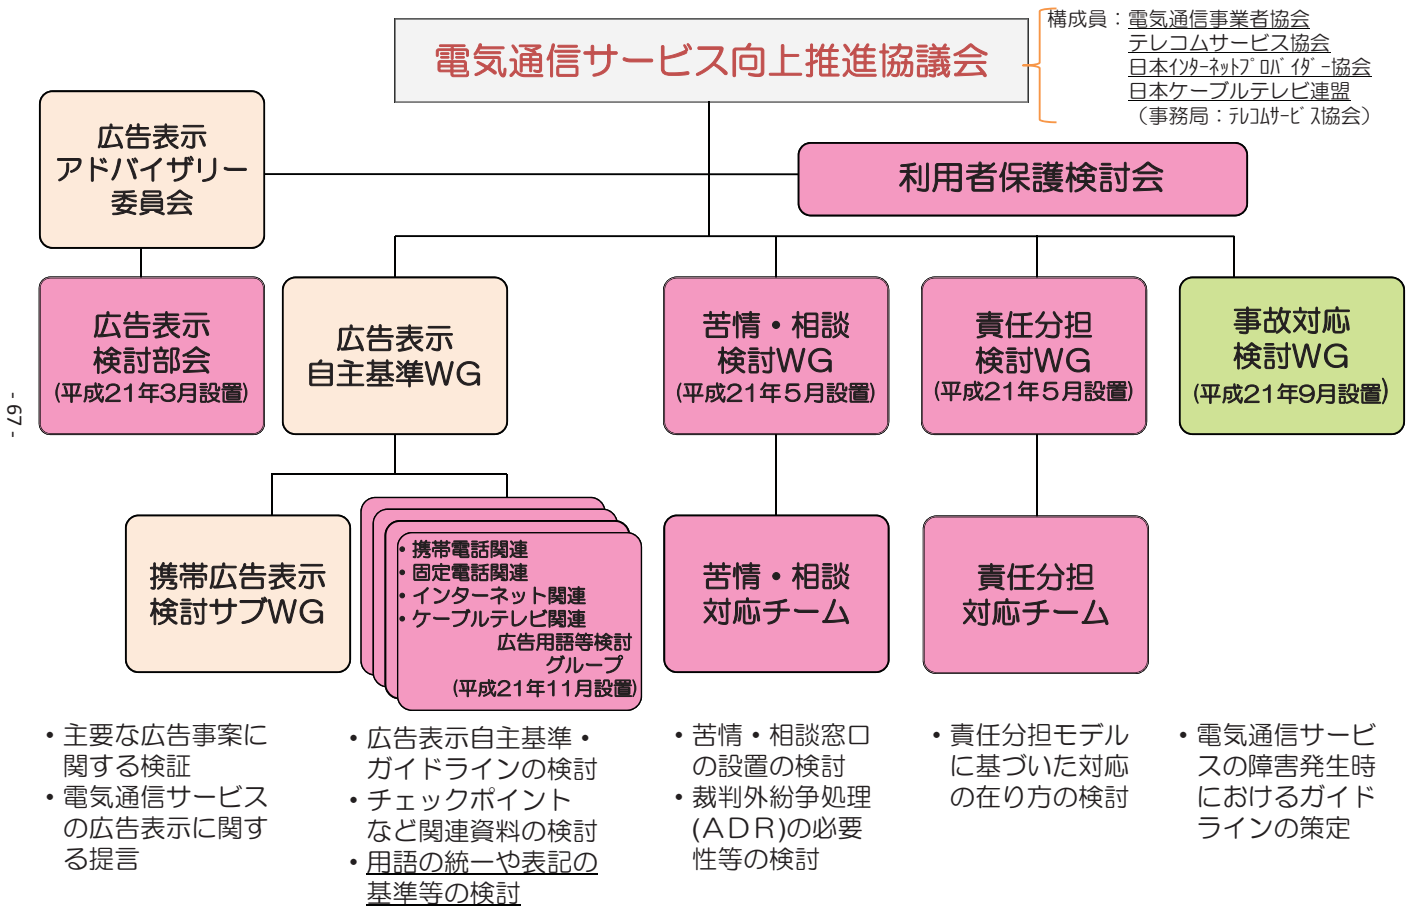 電気通信サービス向上推進協議会
構成員：電気通信事業者協会
テレコムサービス協会
日本ｲﾝﾀｰﾈｯﾄﾌﾟﾛﾊﾞｲﾀﾞｰ協会
日本ケーブルテレビ連盟
（事務局：ﾃﾚｺﾑｻｰﾋﾞｽ協会）
広告表示
アドバイザリー
委員会
利用者保護検討会
広告表示
検討部会
(平成21年3月設置)
広告表示
自主基準WG
苦情・相談
検討WG
(平成21年５月設置)
責任分担
検討WG
(平成21年５月設置)
事故対応
検討WG
(平成21年9月設置)
携帯広告表示
検討サブWG
・携帯電話関連
・固定電話関連
・インターネット関連
・ケーブルテレビ関連
広告用語等検討
グループ
(平成21年11月設置)
苦情・相談
対応チーム
責任分担
対応チーム
・主要な広告事案に
関する検証
・電気通信サービス
の広告表示に関す
る提言
・広告表示自主基準・
ガイドラインの検討
・チェックポイント
など関連資料の検討
・用語の統一や表記の
基準等の検討
・苦情・相談窓口
の設置の検討
・裁判外紛争処理
(ＡＤＲ)の必要
性等の検討
・責任分担モデル
に基づいた対応
の在り方の検討
・電気通信サービ
スの障害発生時
におけるガイド
ラインの策定
- 67 -